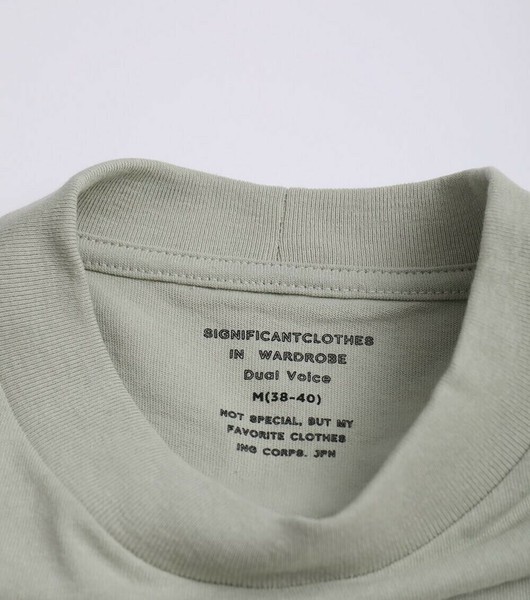 SIGNIFICANTCLOTHES
IN WARDROBE
Dual Voice
M(38-40)
NOT SPECIAL, BUT MY
FAVORITE CLOTHES
ING CORPS. JPN